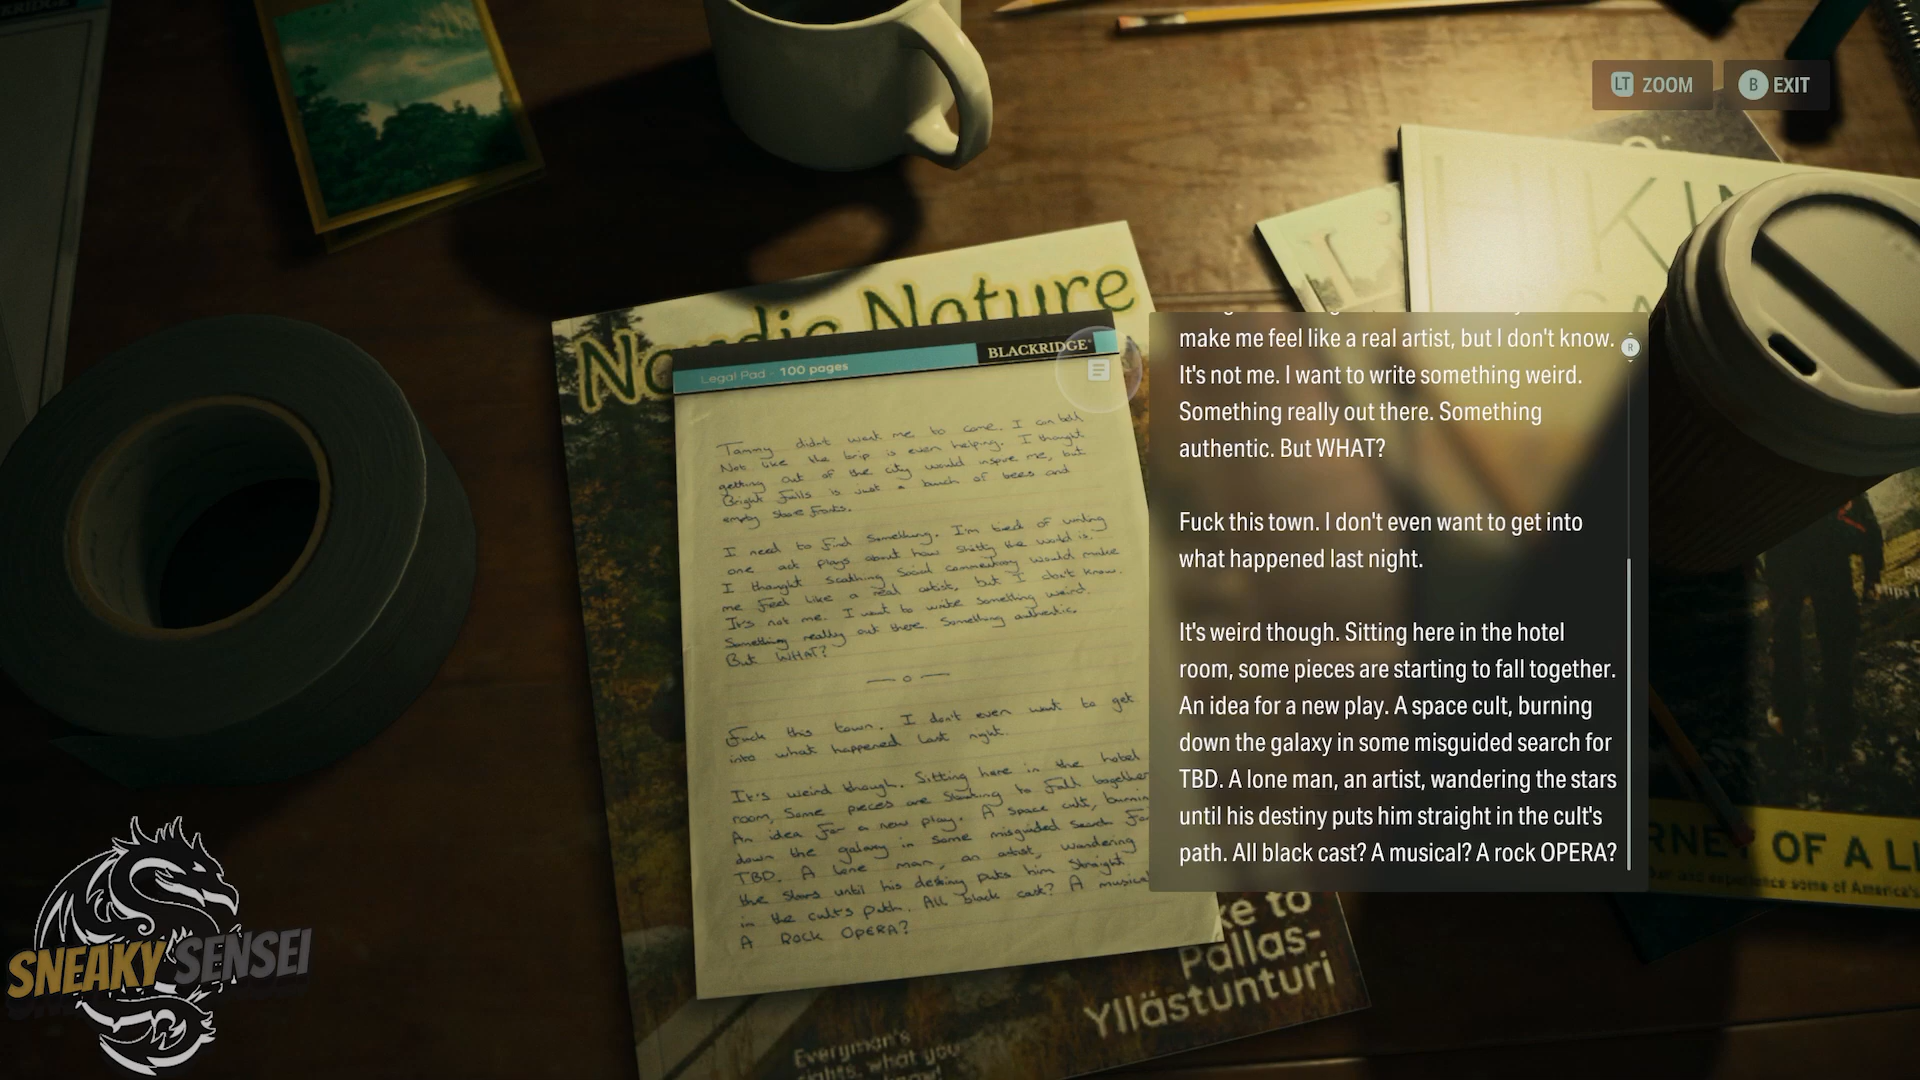 BLACKRIDGE
LT ZOOM
B EXIT
Nordic Nature
BLACKRIDGE
Legal Pad - 100 pages
Tammy didnt want me to come. I can tell
Not like the trip is even helping. I thought
getting out of the city would inspire me, but
Bright Falls is just a bunch of trees and
empty store fronts.
I need to find something. I'm tired of writing
one act plays about how shitty the world is.
I thought scathing social commentary would make
me feel like a real artist, but I don't know.
It's not me. I want to write something weird.
Something really out there. Something authentic.
But WHAT?
Fuck this town. I don't even want to get
into what happened last night.
It's weird though. Sitting here in the hotel
room, some pieces are starting to fall together
An idea for a new play. A space cult, burning
down the galaxy in some misguided search for
TBD. A lone man, an artist, wandering
the stars until his destiny puts him straight
in the cult's path. All black cast? A musical
A ROCK OPERA?
make me feel like a real artist, but I don't know.
R
It's not me. I want to write something weird.
Something really out there. Something
authentic. But WHAT?
Fuck this town. I don't even want to get into
what happened last night.
It's weird though. Sitting here in the hotel
room, some pieces are starting to fall together.
An idea for a new play. A space cult, burning
down the galaxy in some misguided search for
TBD. A lone man, an artist, wandering the stars
until his destiny puts him straight in the cult's
path. All black cast? A musical? A rock OPERA?
OF A LI
some of America's
ke to
Pallas-
Yllästunturi
Everyman's
rights, what you
SNEAKY SENSEI